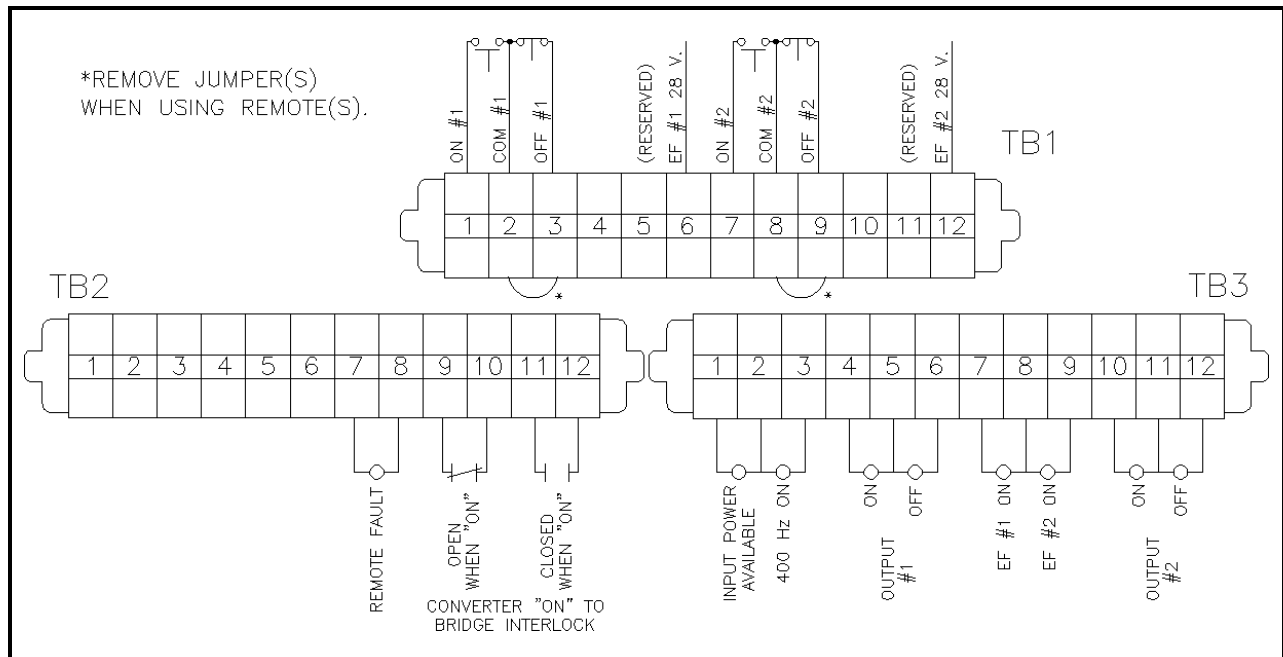 *REMOVE JUMPER(S)
WHEN USING REMOTE(S).
ON #1
COM #1
OFF #1
(RESERVED)
EF #1 28 V.
ON #2
COM #2
OFF #2
(RESERVED)
EF #2 28 V.
TB1
1 2 3 4 5 6 7 8 9 10 11 12
* *
TB2
1 2 3 4 5 6 7 8 9 10 11 12
REMOTE FAULT
OPEN
WHEN "ON"
CLOSED
WHEN "ON"
CONVERTER "ON" TO
BRIDGE INTERLOCK
TB3
1 2 3 4 5 6 7 8 9 10 11 12
INPUT POWER
AVAILABLE
400 Hz ON
ON
OFF
OUTPUT
#1
EF #1 ON
EF #2 ON
ON
OFF
OUTPUT
#2